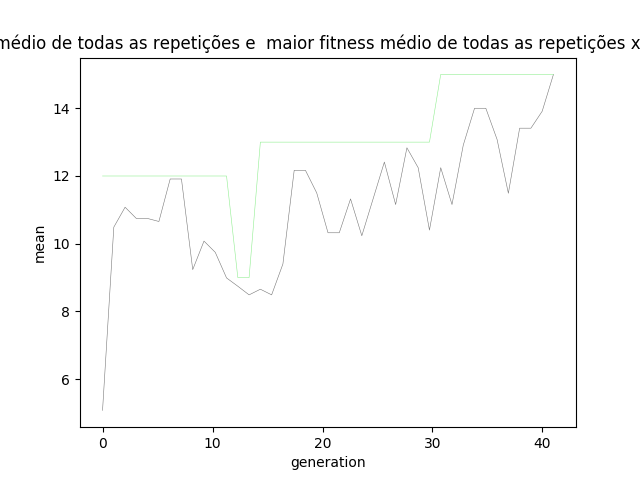 médio de todas as repetições e  maior fitness médio de todas as repetições x
14
12
10
8
6
mean
0 10 20 30 40
generation